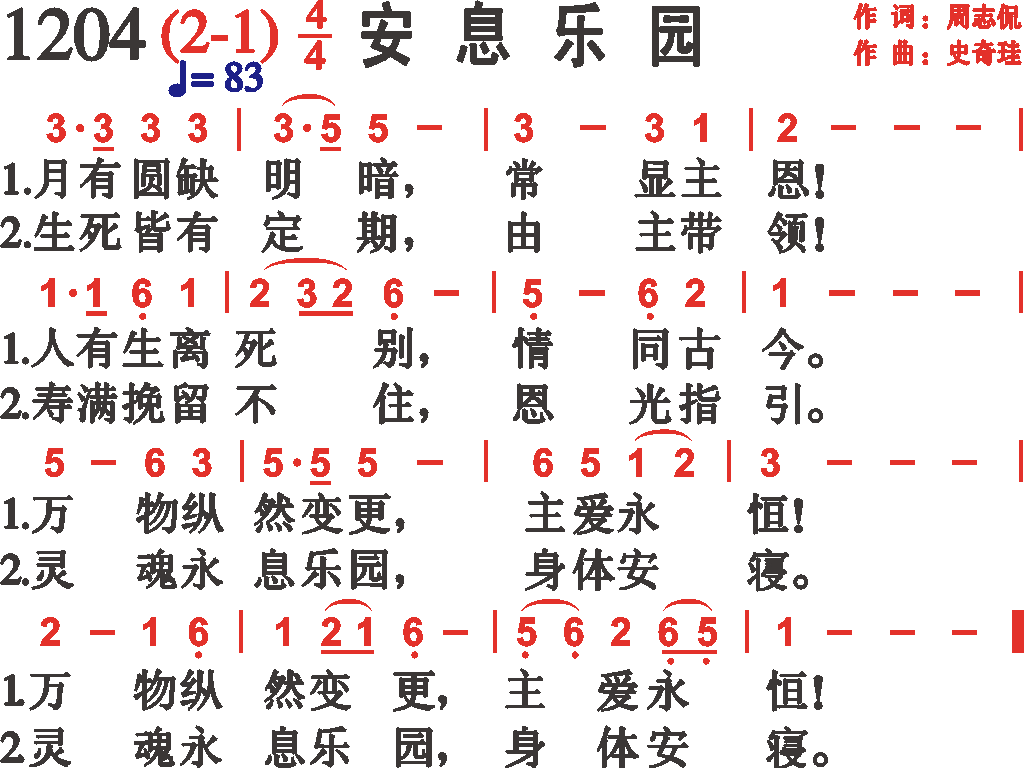 1204 (2-1) 4/4 安息乐园 作 词：周志侃
♩= 83 作 曲：史奇珪
3·3 3 3 | 3·5 5 － | 3 － 3 1 | 2 － － － |
1.月有圆缺 明 暗， 常 显主 恩！
2.生死皆有 定 期， 由 主带 领！
1·1 6 1 | 2 3 2 6 － | 5 － 6 2 | 1 － － － |
1.人有生离 死 别， 情 同古 今。
2.寿满挽留 不 住， 恩 光指 引。
5 － 6 3 | 5·5 5 － | 6 5 1 2 | 3 － － － |
1.万 物纵 然变更， 主爱永 恒！
2.灵 魂永 息乐园， 身体安 寝。
2 － 1 6 | 1 2 1 6 － | 5 6 2 6 5 | 1 － － －
1.万 物纵 然变 更， 主 爱永 恒！
2.灵 魂永 息乐 园， 身 体安 寝。